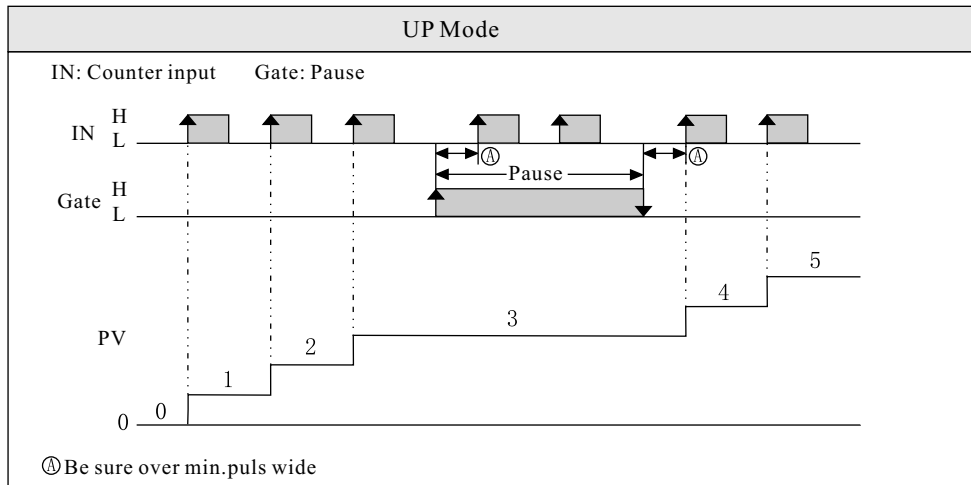 UP Mode
IN: Counter input Gate: Pause
IN H
L
Ⓐ Ⓐ
Pause
Gate H
L
5
4
3
PV
2
1
0
0
ⒶBe sure over min.puls wide